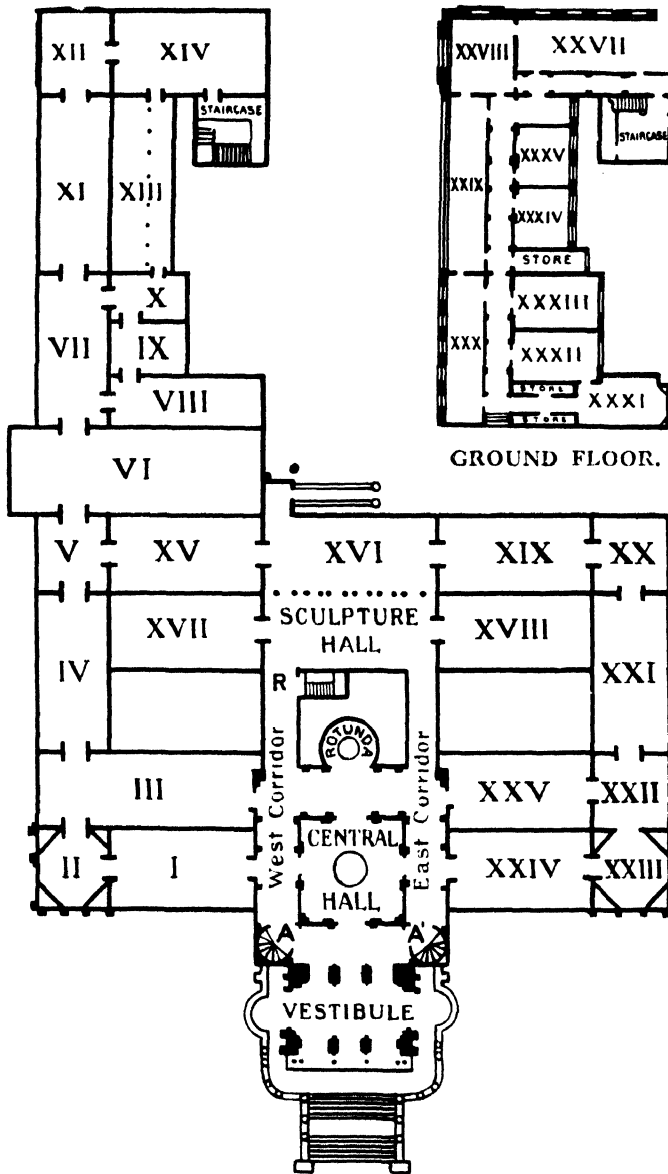 XII
XIV
STAIRCASE
XI
XIII
X
VII
IX
VIII
VI
V
XV
XVI
XIX
XX
XVII
SCULPTURE
HALL
XVIII
IV
XXI
R
ROTUNDA
West Corridor
East Corridor
III
XXV
XXII
CENTRAL
HALL
II
I
XXIV
XXIII
A
A
VESTIBULE
XXVIII
XXVII
STAIRCASE
XXXV
XXIX
XXXIV
STORE
XXXIII
XXX
XXXII
STORE
XXXI
STORE
GROUND FLOOR.